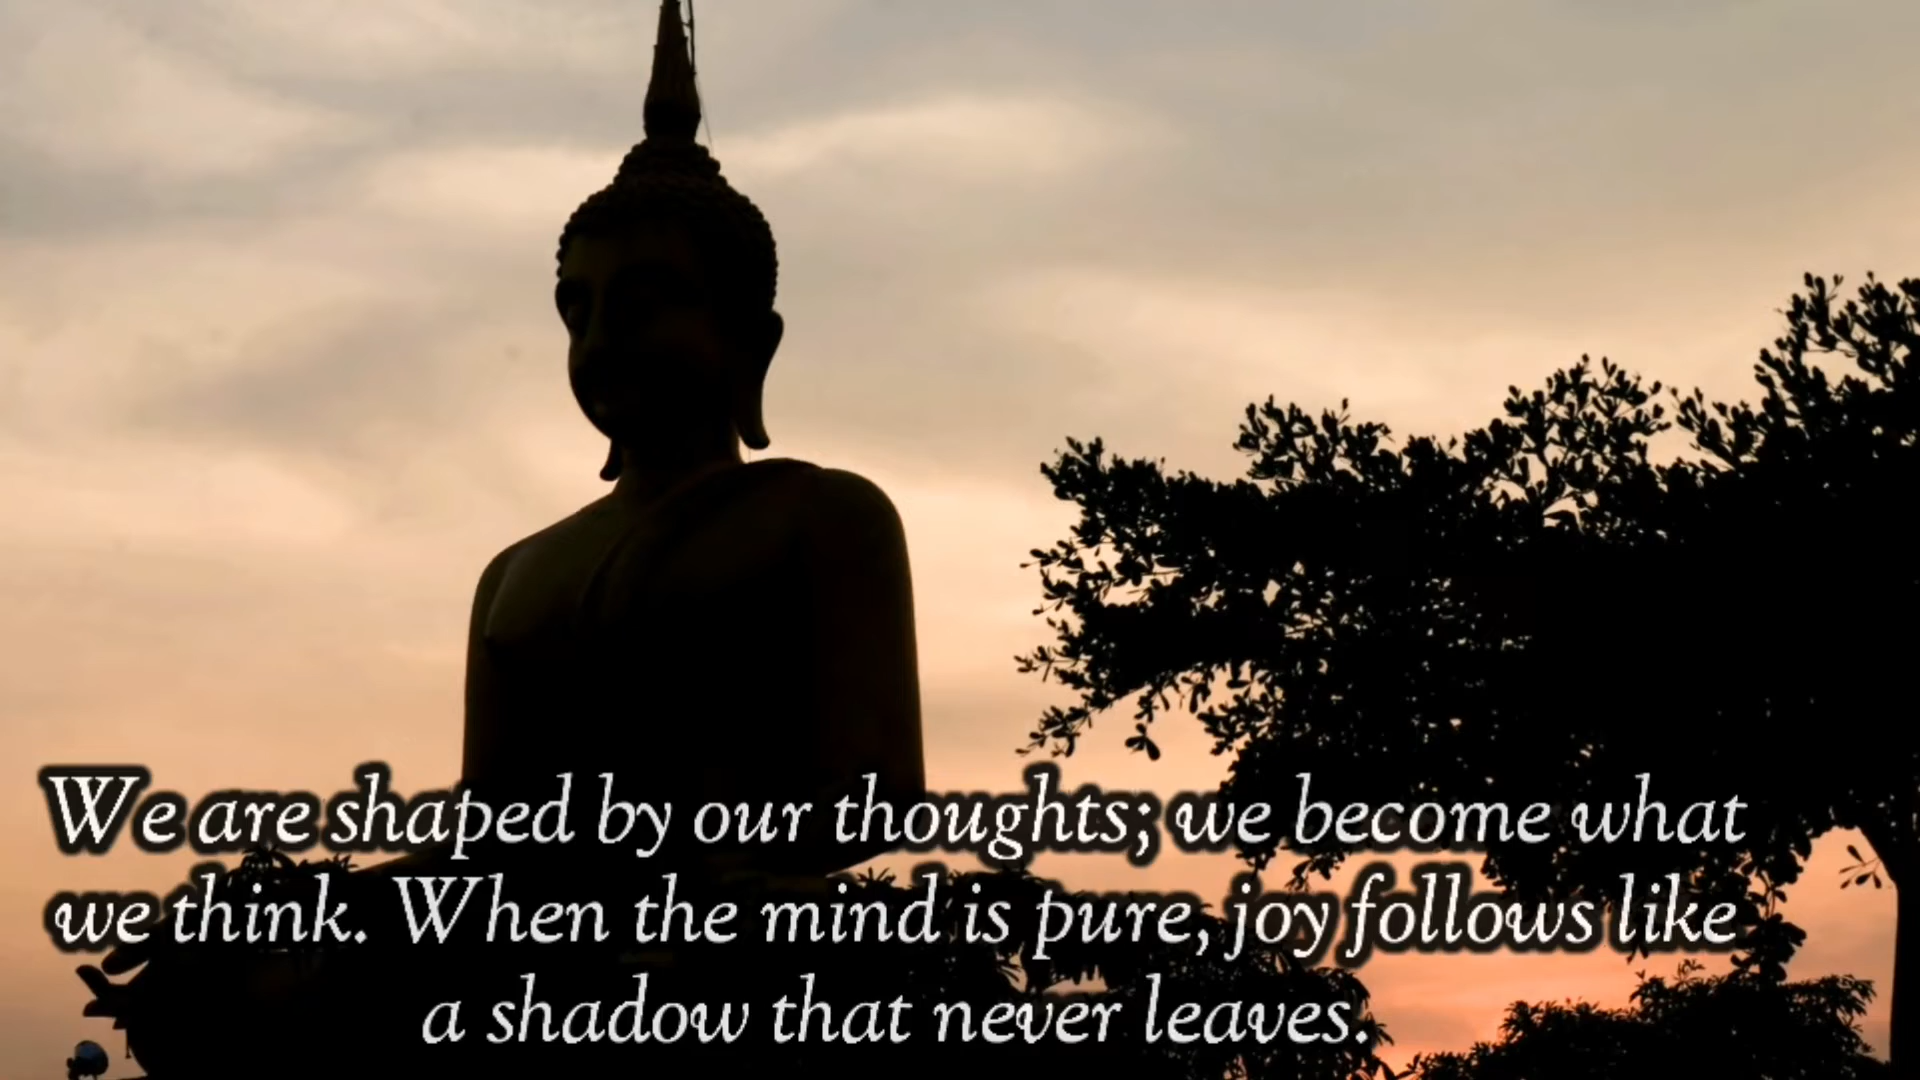 We are shaped by our thoughts; we become what
we think. When the mind is pure, joy follows like
a shadow that never leaves.